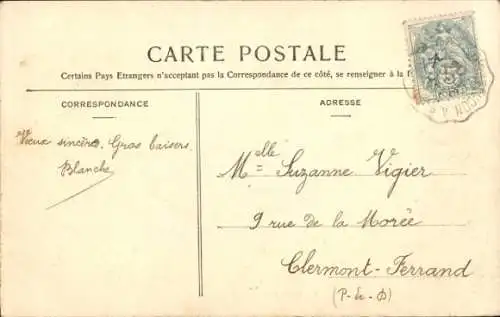 CARTE POSTALE
Certains Pays Etrangers n'acceptant pas la Correspondance de ce côté, se renseigner à la
CORRESPONDANCE
ADRESSE
Vœux sincères. Gros baisers.
Blanche
Melle Suzanne Vigier
9 rue de la Morée
Clermont-Ferrand
(P-de-D)